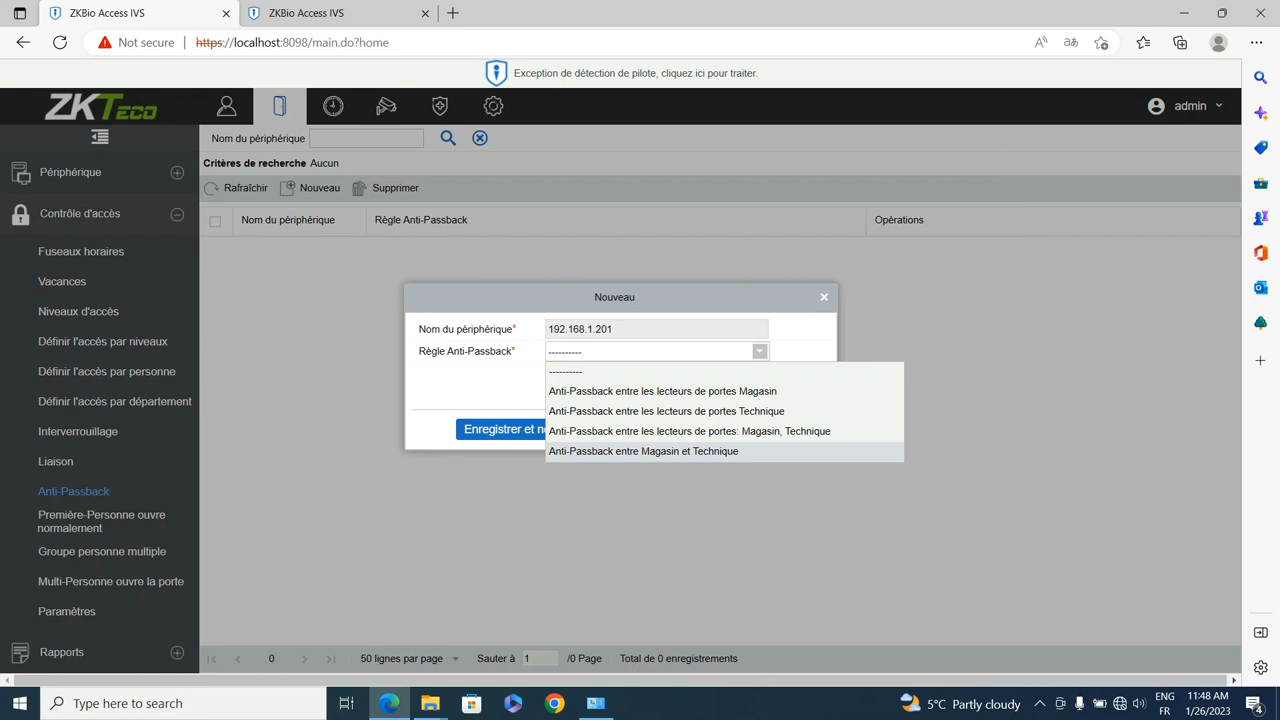 ZKBio Access IVS
ZKBio Access IVS
Not secure
https://localhost:8098/main.do?home
Exception de détection de pilote, cliquez ici pour traiter.
ZKTeco
admin
Nom du périphérique
Critères de recherche Aucun
Rafraîchir
Nouveau
Supprimer
Nom du périphérique
Règle Anti-Passback
Opérations
Périphérique
Contrôle d'accès
Fuseaux horaires
Vacances
Niveaux d'accès
Définir l'accès par niveaux
Définir l'accès par personne
Définir l'accès par département
Interverrouillage
Liaison
Anti-Passback
Première-Personne ouvre
normalement
Groupe personne multiple
Multi-Personne ouvre la porte
Paramètres
Rapports
Nouveau
Nom du périphérique*
192.168.1.201
Règle Anti-Passback*
----------
----------
Anti-Passback entre les lecteurs de portes Magasin
Anti-Passback entre les lecteurs de portes Technique
Anti-Passback entre les lecteurs de portes: Magasin, Technique
Anti-Passback entre Magasin et Technique
Enregistrer et n
0
50 lignes par page
Sauter à
1
/0 Page
Total de 0 enregistrements
Type here to search
5°C Partly cloudy
ENG
FR
11:48 AM
1/26/2023
4